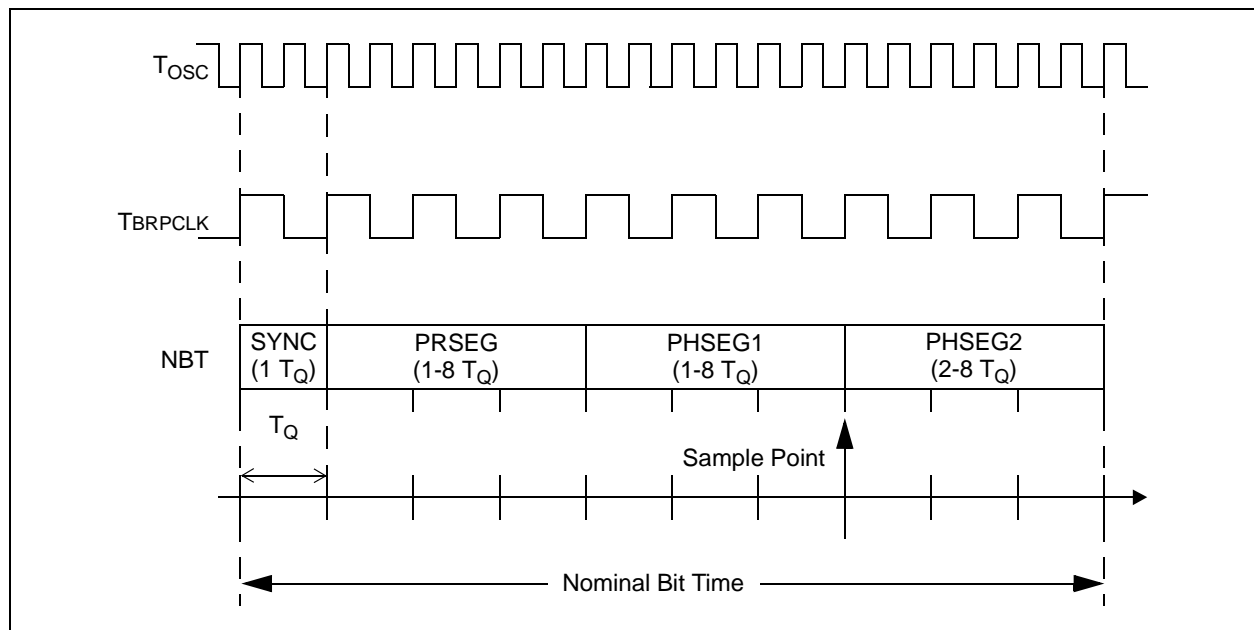 TOSC
TBRPCLK
NBT
SYNC
(1 TQ)
PRSEG
(1-8 TQ)
PHSEG1
(1-8 TQ)
PHSEG2
(2-8 TQ)
TQ
Sample Point
Nominal Bit Time